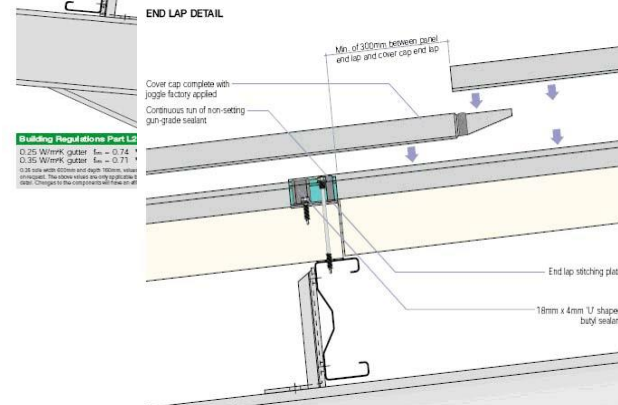 END LAP DETAIL
Min. of 300mm between panel
end lap and cover cap end lap
Cover cap complete with
joggle factory applied
Continuous run of non-setting
gun-grade sealant
Building Regulations Part L2
0.25 W/m²K gutter
0.35 W/m²K gutter
End lap stitching plat
18mm x 4mm 'U' shape
butyl sealan